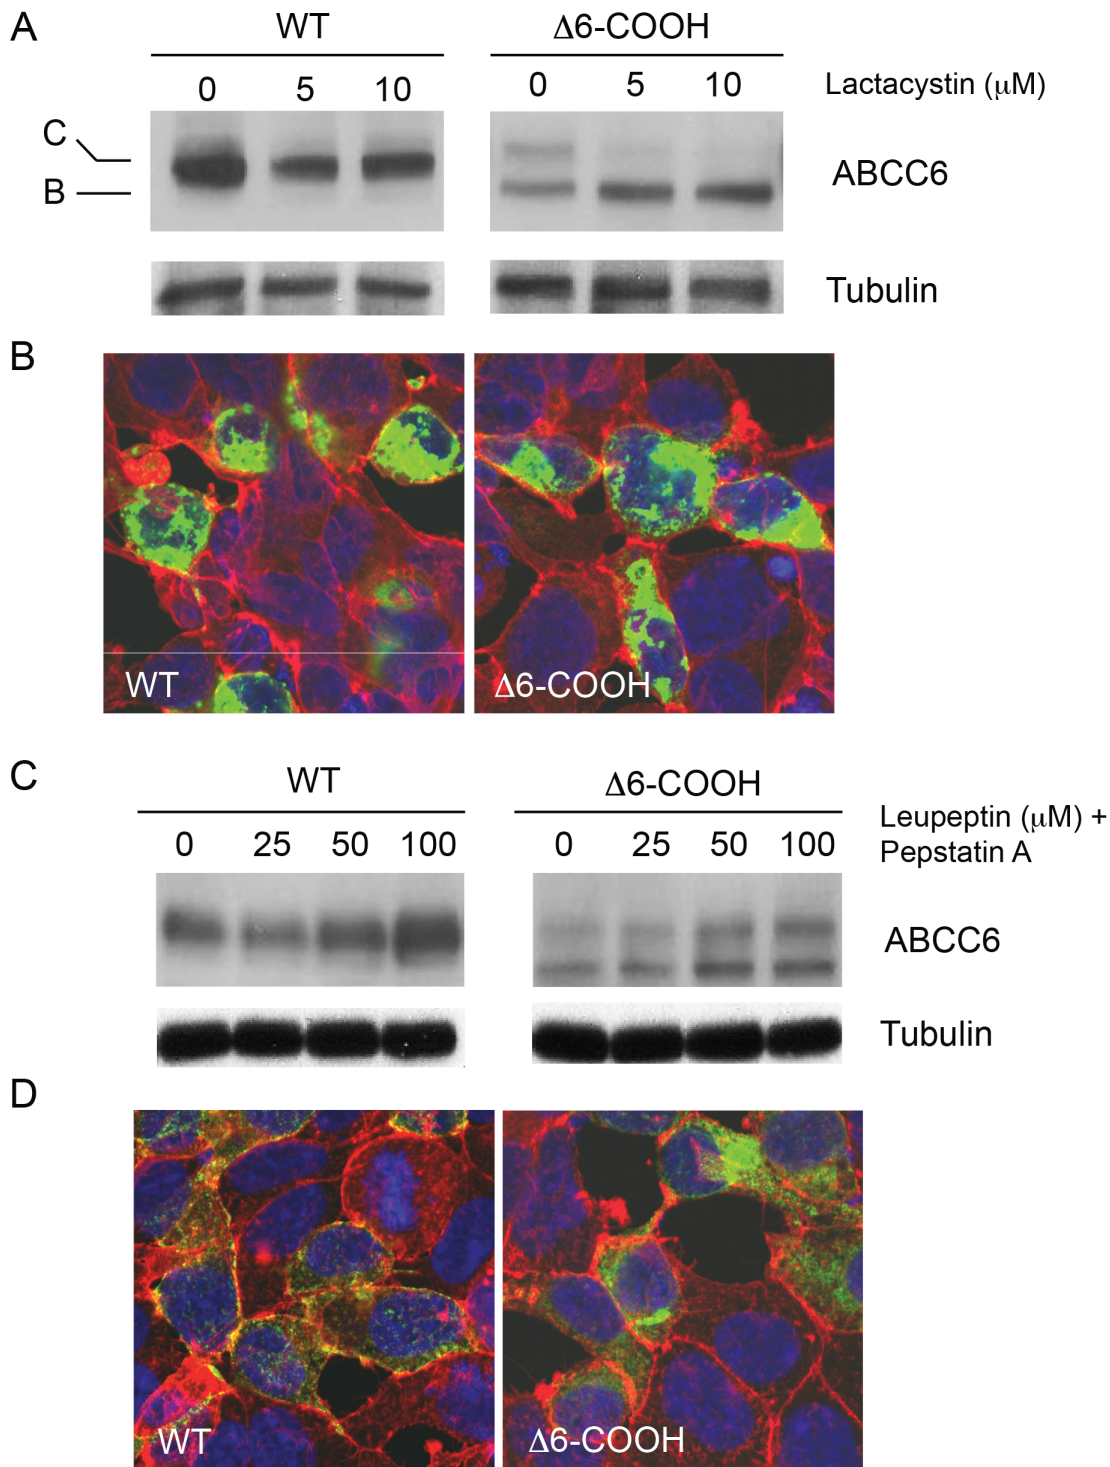 A
WT
Δ6-COOH
0 5 10
0 5 10
Lactacystin (μM)
C
B
ABCC6
Tubulin
B
WT
Δ6-COOH
C
WT
Δ6-COOH
Leupeptin (μM) +
Pepstatin A
0 25 50 100
0 25 50 100
ABCC6
Tubulin
D
WT
Δ6-COOH